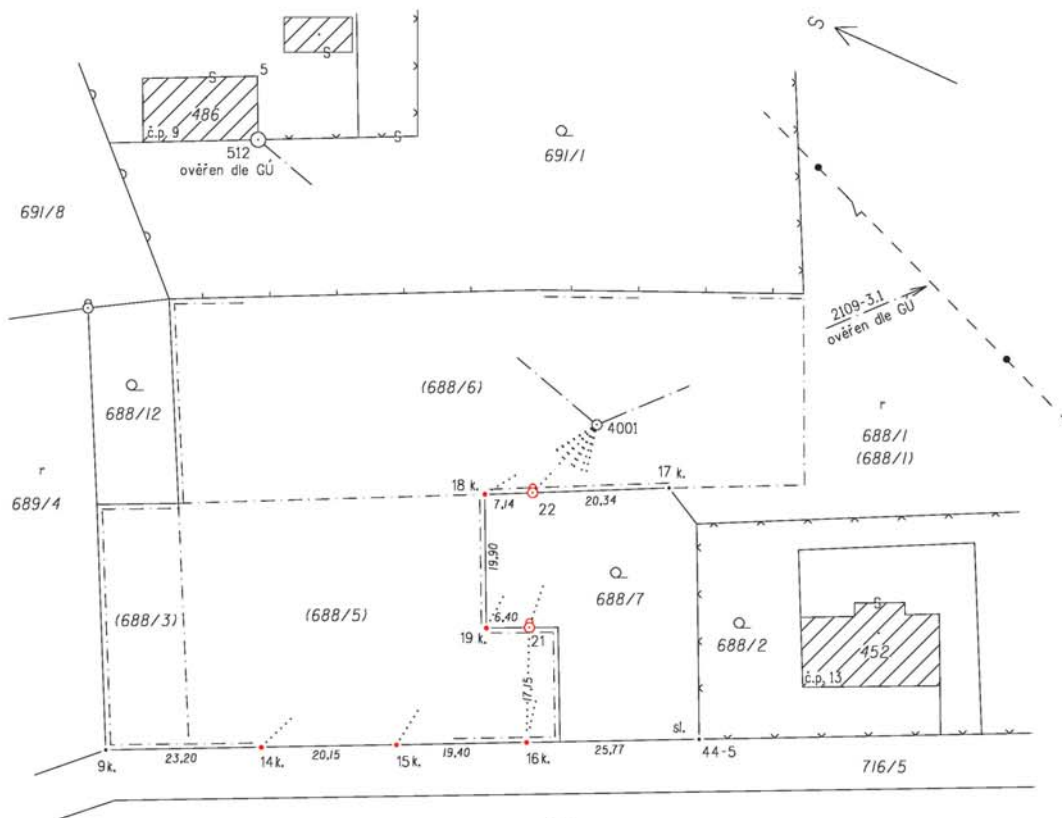 S
S
5
486
č.p. 9
S
S
512
ověřen dle GÚ
691/1
691/8
2109-3.1
ověřen dle GÚ
688/12
(688/6)
4001
r
688/1
(688/1)
r
689/4
18 k.
17 k.
7,14
22
20,34
19,90
688/7
(688/3)
(688/5)
6,40
19 k.
21
688/2
S
452
č.p. 13
17,15
sl.
9 k.
23,20
14 k.
20,15
15 k.
19,40
16 k.
25,77
44-5
716/5